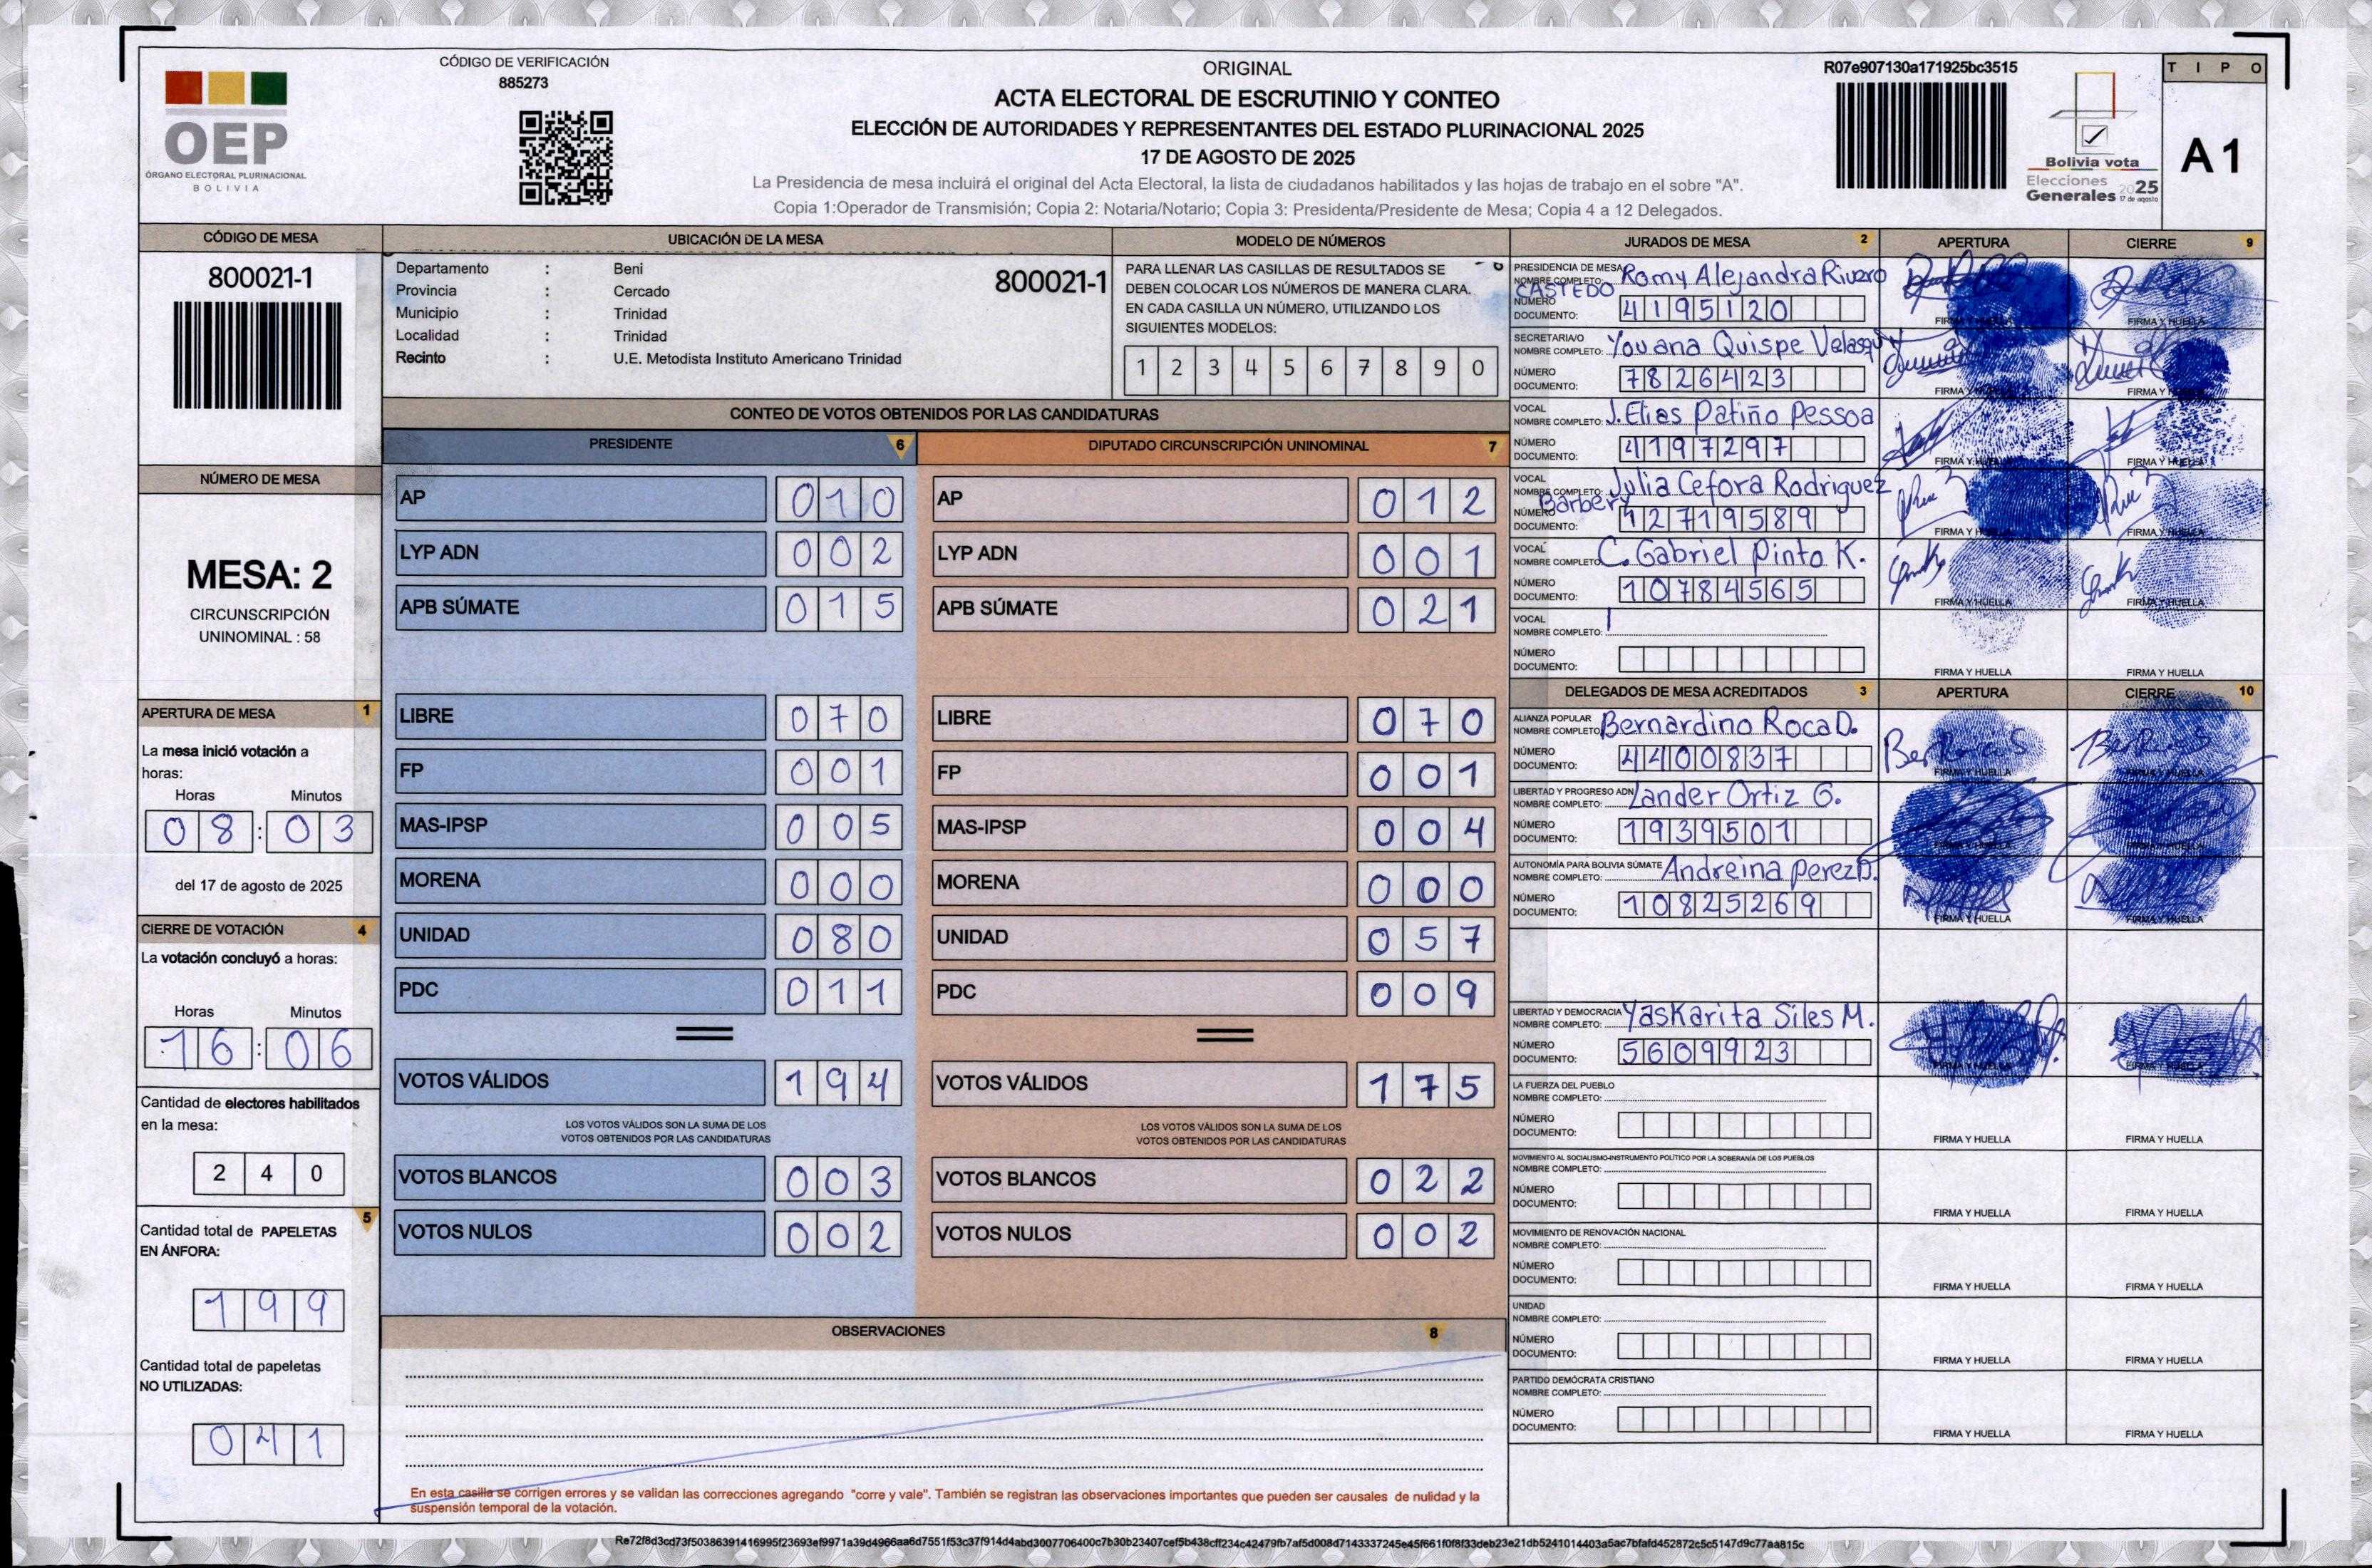 CÓDIGO DE VERIFICACIÓN
885273
OEP
ÓRGANO ELECTORAL PLURINACIONAL
BOLIVIA
ORIGINAL
ACTA ELECTORAL DE ESCRUTINIO Y CONTEO
ELECCIÓN DE AUTORIDADES Y REPRESENTANTES DEL ESTADO PLURINACIONAL 2025
17 DE AGOSTO DE 2025
La Presidencia de mesa incluirá el original del Acta Electoral, la lista de ciudadanos habilitados y las hojas de trabajo en el sobre "A".
Copia 1:Operador de Transmisión; Copia 2: Notaria/Notario; Copia 3: Presidenta/Presidente de Mesa; Copia 4 a 12 Delegados.
R07e907130a171925bc3515
Bolivia vota
Elecciones
Generales 2025
17 de agosto
TIPO
A1
CÓDIGO DE MESA
800021-1
NÚMERO DE MESA
MESA: 2
CIRCUNSCRIPCIÓN
UNINOMINAL : 58
APERTURA DE MESA 1
La mesa inició votación a
horas:
Horas Minutos
08:03
del 17 de agosto de 2025
CIERRE DE VOTACIÓN 4
La votación concluyó a horas:
Horas Minutos
16:06
Cantidad de electores habilitados
en la mesa:
240
5
Cantidad total de PAPELETAS
EN ÁNFORA:
199
Cantidad total de papeletas
NO UTILIZADAS:
041
UBICACIÓN DE LA MESA
Departamento : Beni
800021-1
Provincia : Cercado
Municipio : Trinidad
Localidad : Trinidad
Recinto : U.E. Metodista Instituto Americano Trinidad
MODELO DE NÚMEROS
PARA LLENAR LAS CASILLAS DE RESULTADOS SE
DEBEN COLOCAR LOS NÚMEROS DE MANERA CLARA.
EN CADA CASILLA UN NÚMERO, UTILIZANDO LOS
SIGUIENTES MODELOS:
1 2 3 4 5 6 7 8 9 0
CONTEO DE VOTOS OBTENIDOS POR LAS CANDIDATURAS
PRESIDENTE 6
AP 010
LYP ADN 002
APB SÚMATE 015
LIBRE 070
FP 001
MAS-IPSP 005
MORENA 000
UNIDAD 080
PDC 011
VOTOS VÁLIDOS 194
LOS VOTOS VÁLIDOS SON LA SUMA DE LOS
VOTOS OBTENIDOS POR LAS CANDIDATURAS
VOTOS BLANCOS 003
VOTOS NULOS 002
DIPUTADO CIRCUNSCRIPCIÓN UNINOMINAL 7
AP 012
LYP ADN 001
APB SÚMATE 021
LIBRE 070
FP 001
MAS-IPSP 004
MORENA 000
UNIDAD 057
PDC 009
VOTOS VÁLIDOS 175
LOS VOTOS VÁLIDOS SON LA SUMA DE LOS
VOTOS OBTENIDOS POR LAS CANDIDATURAS
VOTOS BLANCOS 022
VOTOS NULOS 002
OBSERVACIONES 8
En esta casilla se corrigen errores y se validan las correcciones agregando "corre y vale". También se registran las observaciones importantes que pueden ser causales de nulidad y la
suspensión temporal de la votación.
JURADOS DE MESA 2 APERTURA CIERRE 9
PRESIDENCIA DE MESA
NOMBRE COMPLETO: Romy Alejandra Rivero
CASTEDO
NÚMERO
DOCUMENTO: 4195120
FIRMA Y HUELLA FIRMA Y HUELLA
SECRETARIA/O
NOMBRE COMPLETO: Youana Quispe Velasqu
NÚMERO
DOCUMENTO: 7826423
FIRMA Y HUELLA FIRMA Y
VOCAL
NOMBRE COMPLETO: J. Elias Patiño Pessoa
NÚMERO
DOCUMENTO: 4197297
FIRMA Y HUELLA FIRMA Y HUELLA
VOCAL
NOMBRE COMPLETO: Julia Cefora Rodriguez
Barbery
NÚMERO
DOCUMENTO: 12719589
FIRMA Y HUELLA FIRMA Y HUELLA
VOCAL
NOMBRE COMPLETO: C. Gabriel Pinto K.
NÚMERO
DOCUMENTO: 10784565
FIRMA Y HUELLA FIRMA Y HUELLA
VOCAL
NOMBRE COMPLETO:
NÚMERO
DOCUMENTO:
FIRMA Y HUELLA FIRMA Y HUELLA
DELEGADOS DE MESA ACREDITADOS 3 APERTURA CIERRE 10
ALIANZA POPULAR
NOMBRE COMPLETO: Bernardino Roca D.
NÚMERO
DOCUMENTO: 4400837
FIRMA Y HUELLA FIRMA Y HUELLA
LIBERTAD Y PROGRESO ADN
NOMBRE COMPLETO: Lander Ortiz G.
NÚMERO
DOCUMENTO: 1939501
FIRMA Y HUELLA FIRMA Y HUELLA
AUTONOMÍA PARA BOLIVIA SÚMATE
NOMBRE COMPLETO: Andreina Perez D.
NÚMERO
DOCUMENTO: 10825269
FIRMA Y HUELLA FIRMA Y HUELLA
LIBERTAD Y DEMOCRACIA
NOMBRE COMPLETO: Yaskarita Siles M.
NÚMERO
DOCUMENTO: 5609923
FIRMA Y HUELLA FIRMA Y HUELLA
LA FUERZA DEL PUEBLO
NOMBRE COMPLETO:
NÚMERO
DOCUMENTO:
FIRMA Y HUELLA FIRMA Y HUELLA
MOVIMIENTO AL SOCIALISMO-INSTRUMENTO POLÍTICO POR LA SOBERANÍA DE LOS PUEBLOS
NOMBRE COMPLETO:
NÚMERO
DOCUMENTO:
FIRMA Y HUELLA FIRMA Y HUELLA
MOVIMIENTO DE RENOVACIÓN NACIONAL
NOMBRE COMPLETO:
NÚMERO
DOCUMENTO:
FIRMA Y HUELLA FIRMA Y HUELLA
UNIDAD
NOMBRE COMPLETO:
NÚMERO
DOCUMENTO:
FIRMA Y HUELLA FIRMA Y HUELLA
PARTIDO DEMÓCRATA CRISTIANO
NOMBRE COMPLETO:
NÚMERO
DOCUMENTO:
FIRMA Y HUELLA FIRMA Y HUELLA